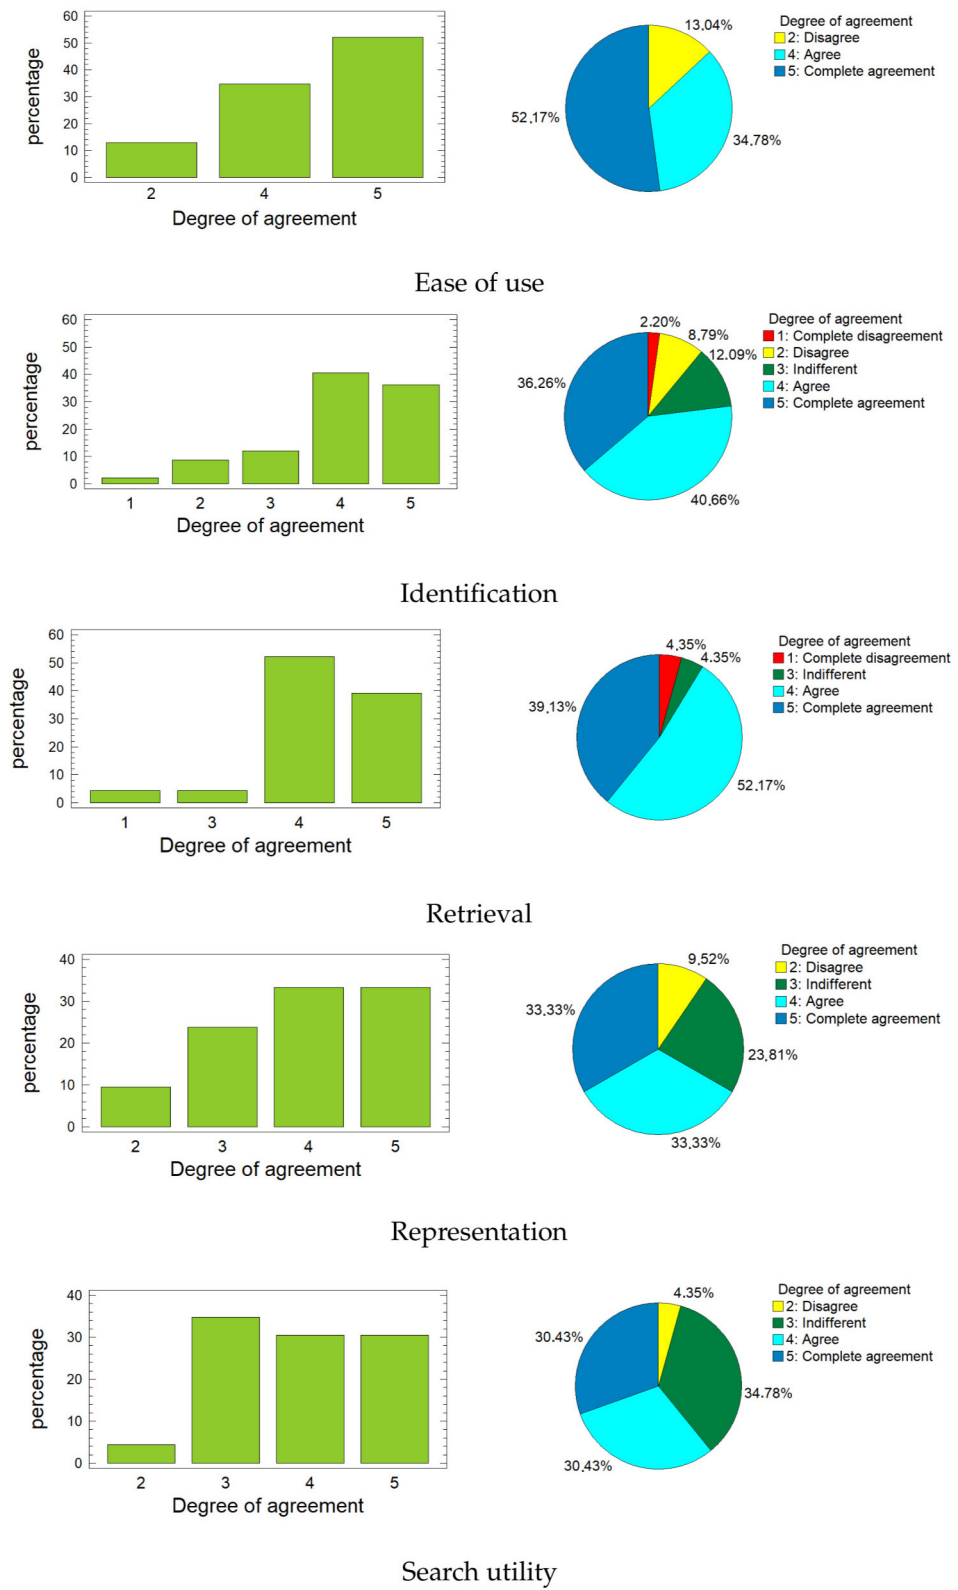 60
50
40
30
20
10
0
percentage
2 4 5
Degree of agreement
13.04%
34.78%
52.17%
Degree of agreement
2: Disagree
4: Agree
5: Complete agreement
Ease of use
60
50
40
30
20
10
0
percentage
1 2 3 4 5
Degree of agreement
2.20%
8.79%
12.09%
36.26%
40.66%
Degree of agreement
1: Complete disagreement
2: Disagree
3: Indifferent
4: Agree
5: Complete agreement
Identification
60
50
40
30
20
10
0
percentage
1 3 4 5
Degree of agreement
4.35%
4.35%
39.13%
52.17%
Degree of agreement
1: Complete disagreement
3: Indifferent
4: Agree
5: Complete agreement
Retrieval
40
30
20
10
0
percentage
2 3 4 5
Degree of agreement
9.52%
33.33%
23.81%
33.33%
Degree of agreement
2: Disagree
3: Indifferent
4: Agree
5: Complete agreement
Representation
40
30
20
10
0
percentage
2 3 4 5
Degree of agreement
4.35%
30.43%
34.78%
30.43%
Degree of agreement
2: Disagree
3: Indifferent
4: Agree
5: Complete agreement
Search utility